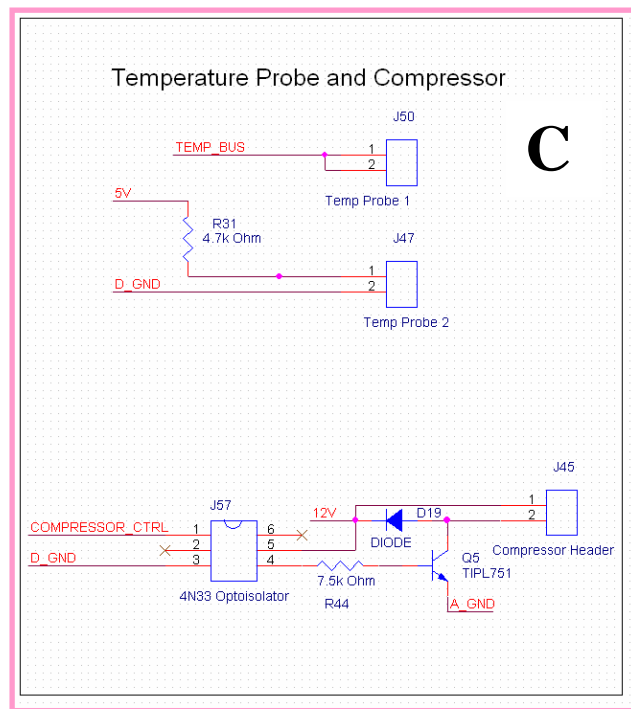 Temperature Probe and Compressor
C
J50
TEMP_BUS
1
2
Temp Probe 1
5V
R31
4.7k Ohm
J47
1
D_GND
2
Temp Probe 2
J45
J57
12V
D19
1
COMPRESSOR_CTRL
1
6
2
2
5
DIODE
Compressor Header
D_GND
3
4
Q5
7.5k Ohm
TIPL751
4N33 Optoisolator
R44
A_GND